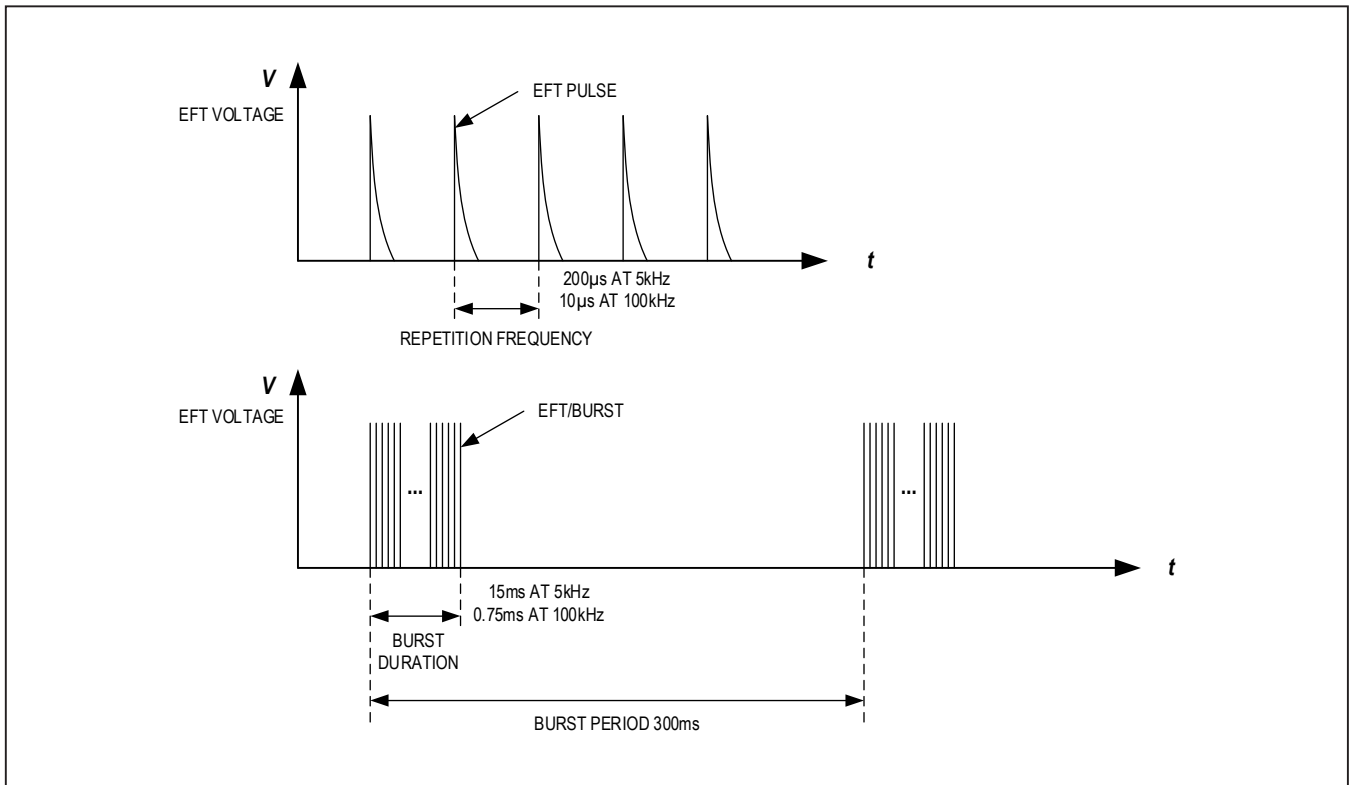 V
EFT VOLTAGE
EFT PULSE
t
200µs AT 5kHz
10µs AT 100kHz
REPETITION FREQUENCY
V
EFT VOLTAGE
EFT/BURST
...
...
t
15ms AT 5kHz
0.75ms AT 100kHz
BURST
DURATION
BURST PERIOD 300ms